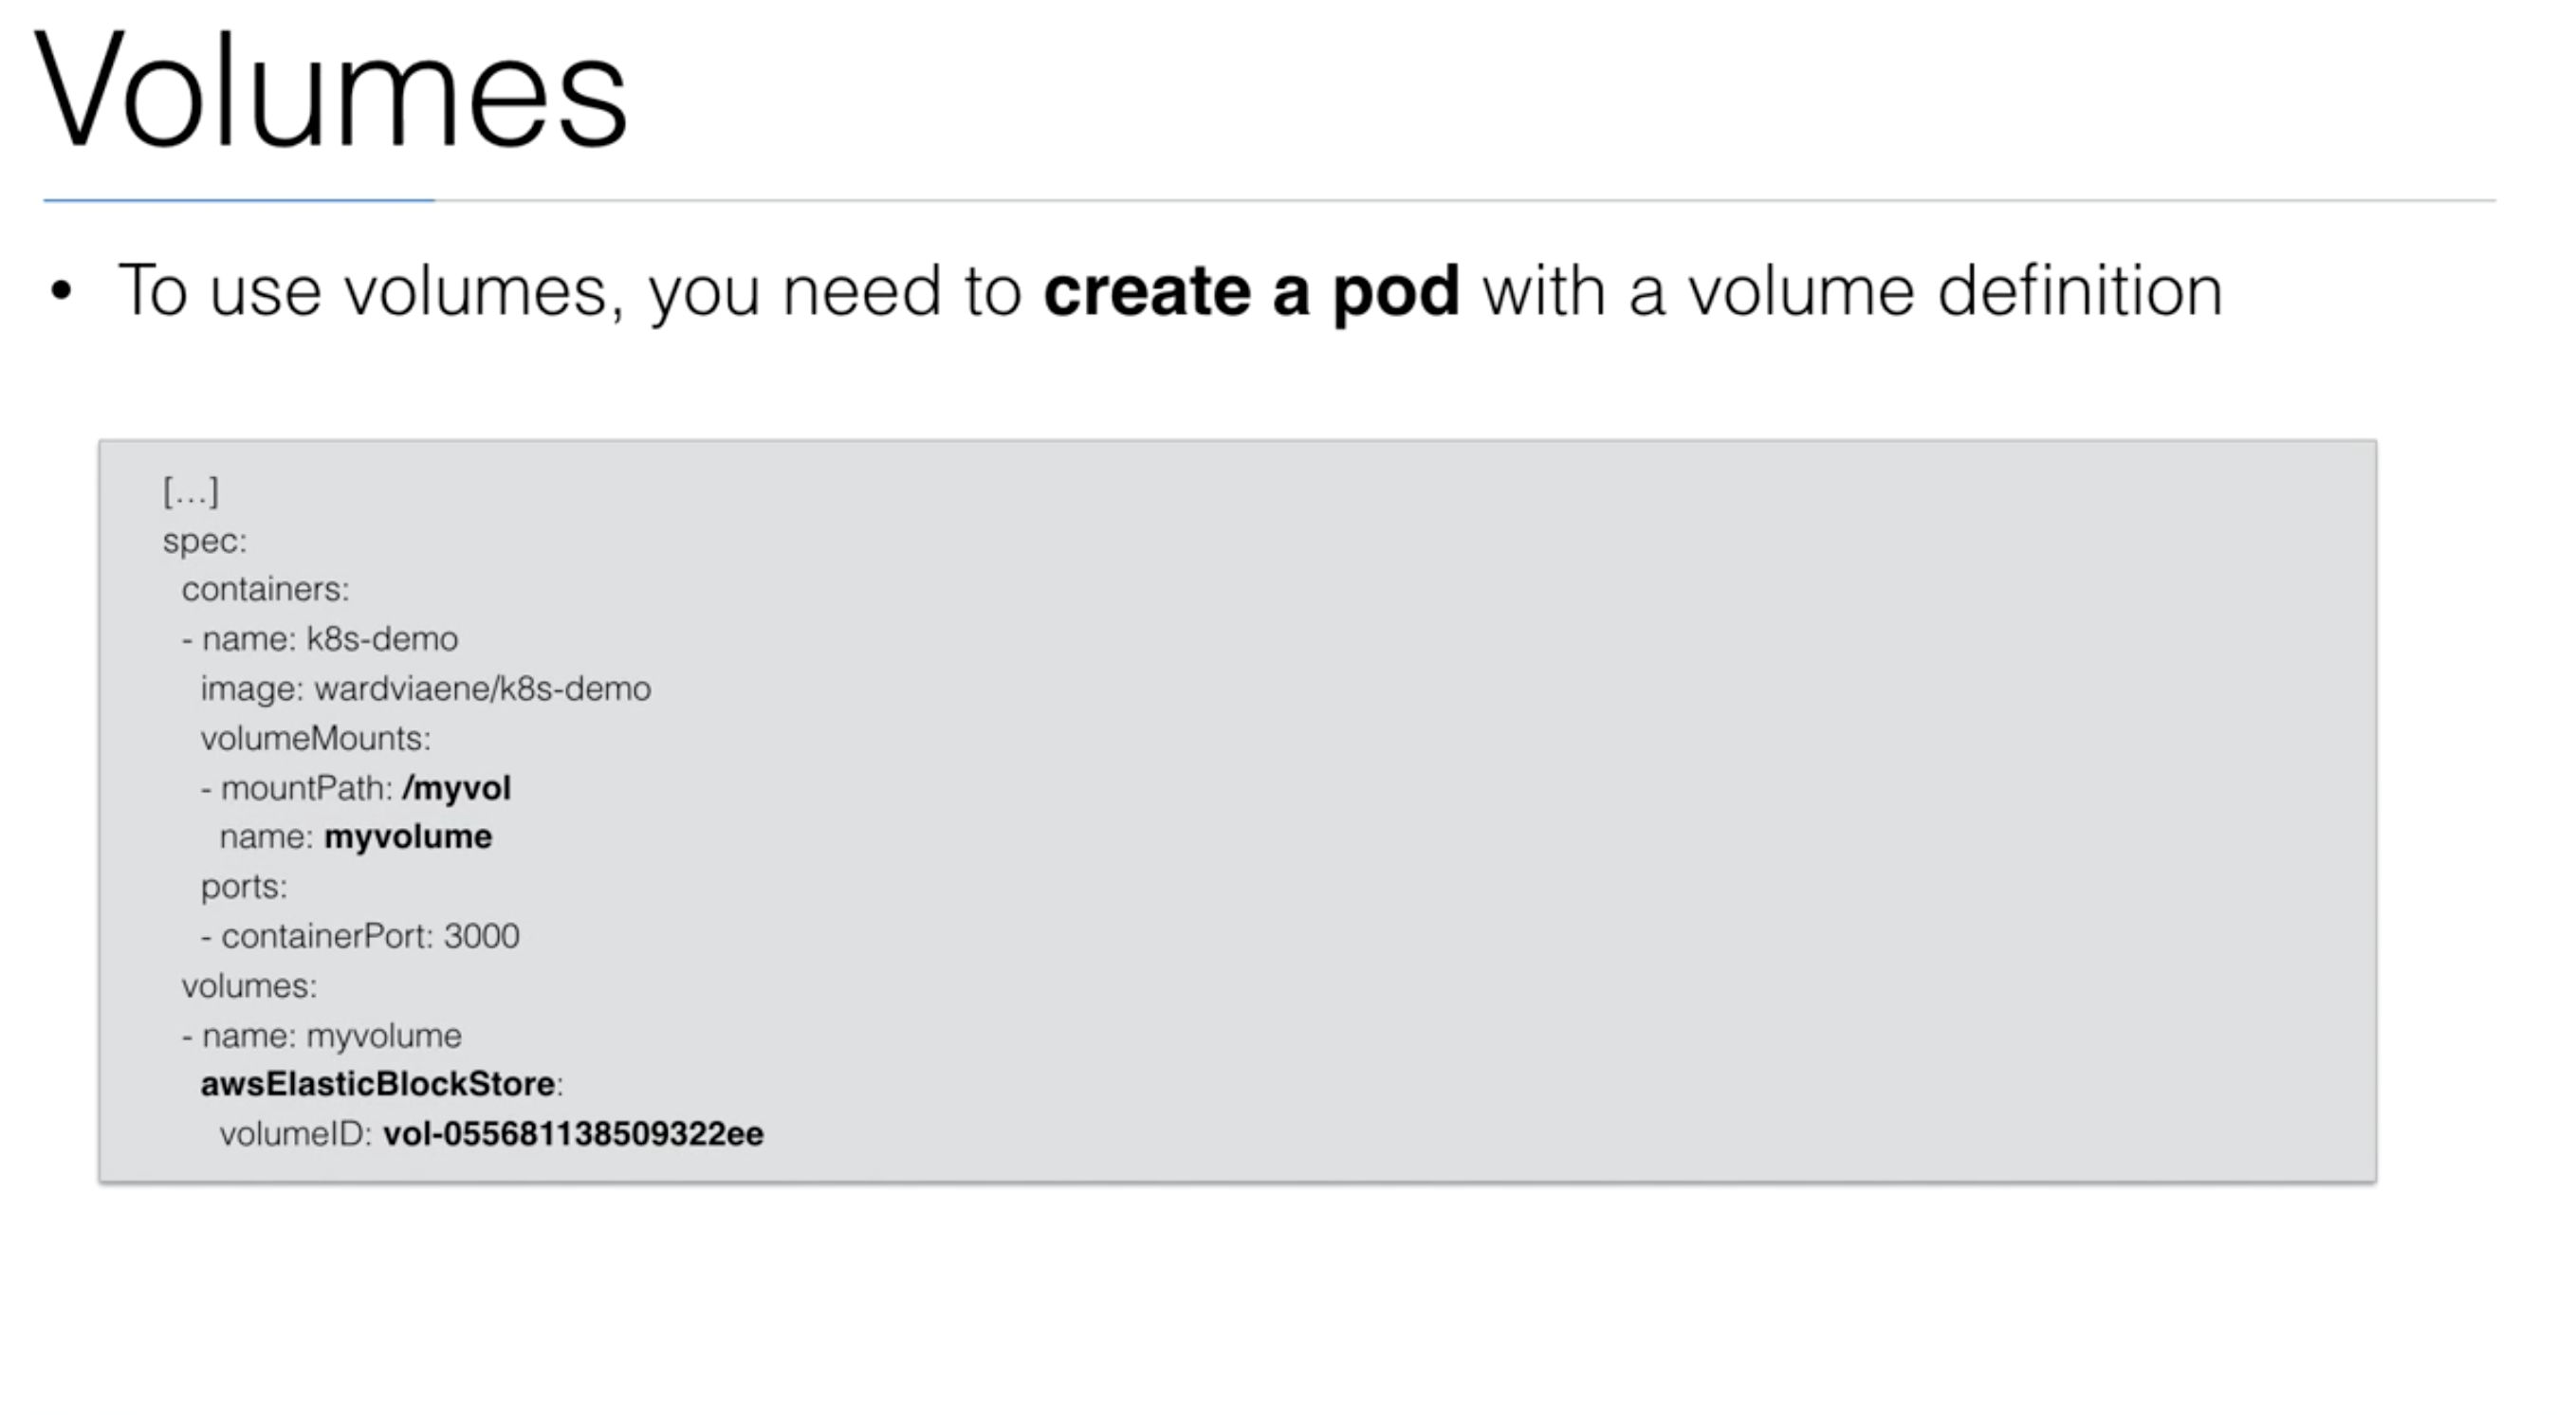 Volumes
• To use volumes, you need to create a pod with a volume definition
[…]
spec:
containers:
- name: k8s-demo
image: wardviaene/k8s-demo
volumeMounts:
- mountPath: /myvol
name: myvolume
ports:
- containerPort: 3000
volumes:
- name: myvolume
awsElasticBlockStore:
volumeID: vol-055681138509322ee